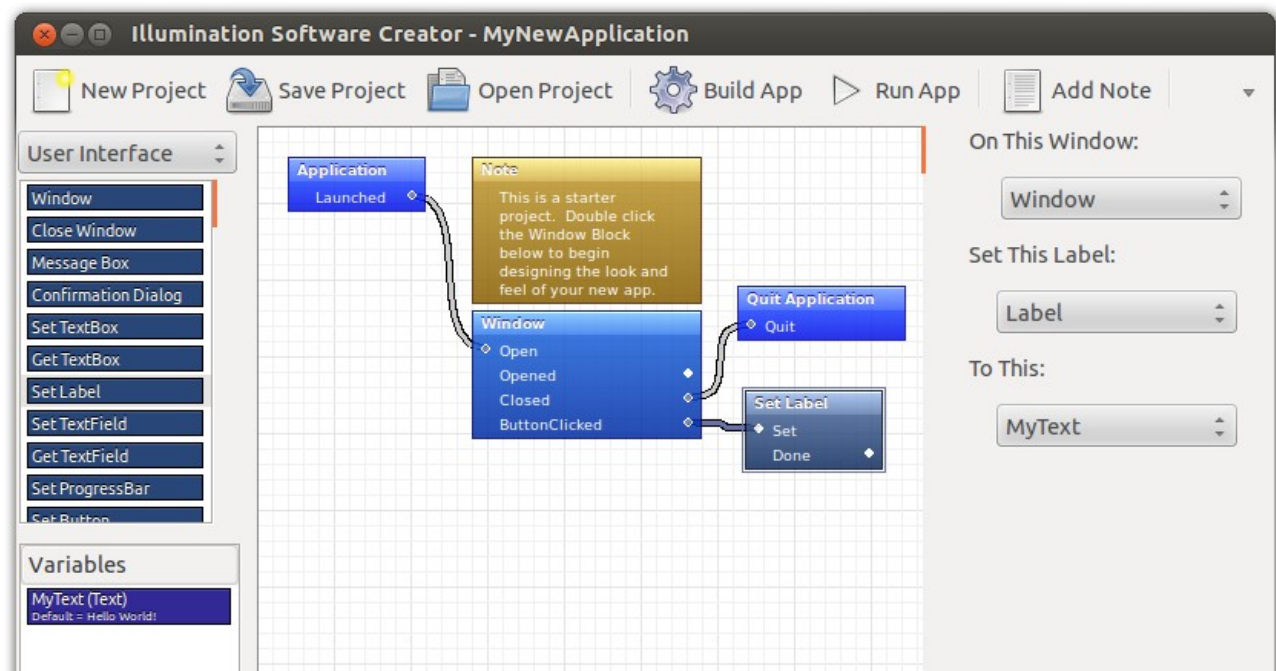 Illumination Software Creator - MyNewApplication
New Project
Save Project
Open Project
Build App
Run App
Add Note
User Interface
Window
Close Window
Message Box
Confirmation Dialog
Set TextBox
Get TextBox
Set Label
Set TextField
Get TextField
Set ProgressBar
Set Button
Variables
MyText (Text)
Default = Hello World!
Application
Launched
Note
This is a starter
project. Double click
the Window Block
below to begin
designing the look and
feel of your new app.
Window
Open
Opened
Closed
ButtonClicked
Quit Application
Quit
Set Label
Set
Done
On This Window:
Window
Set This Label:
Label
To This:
MyText